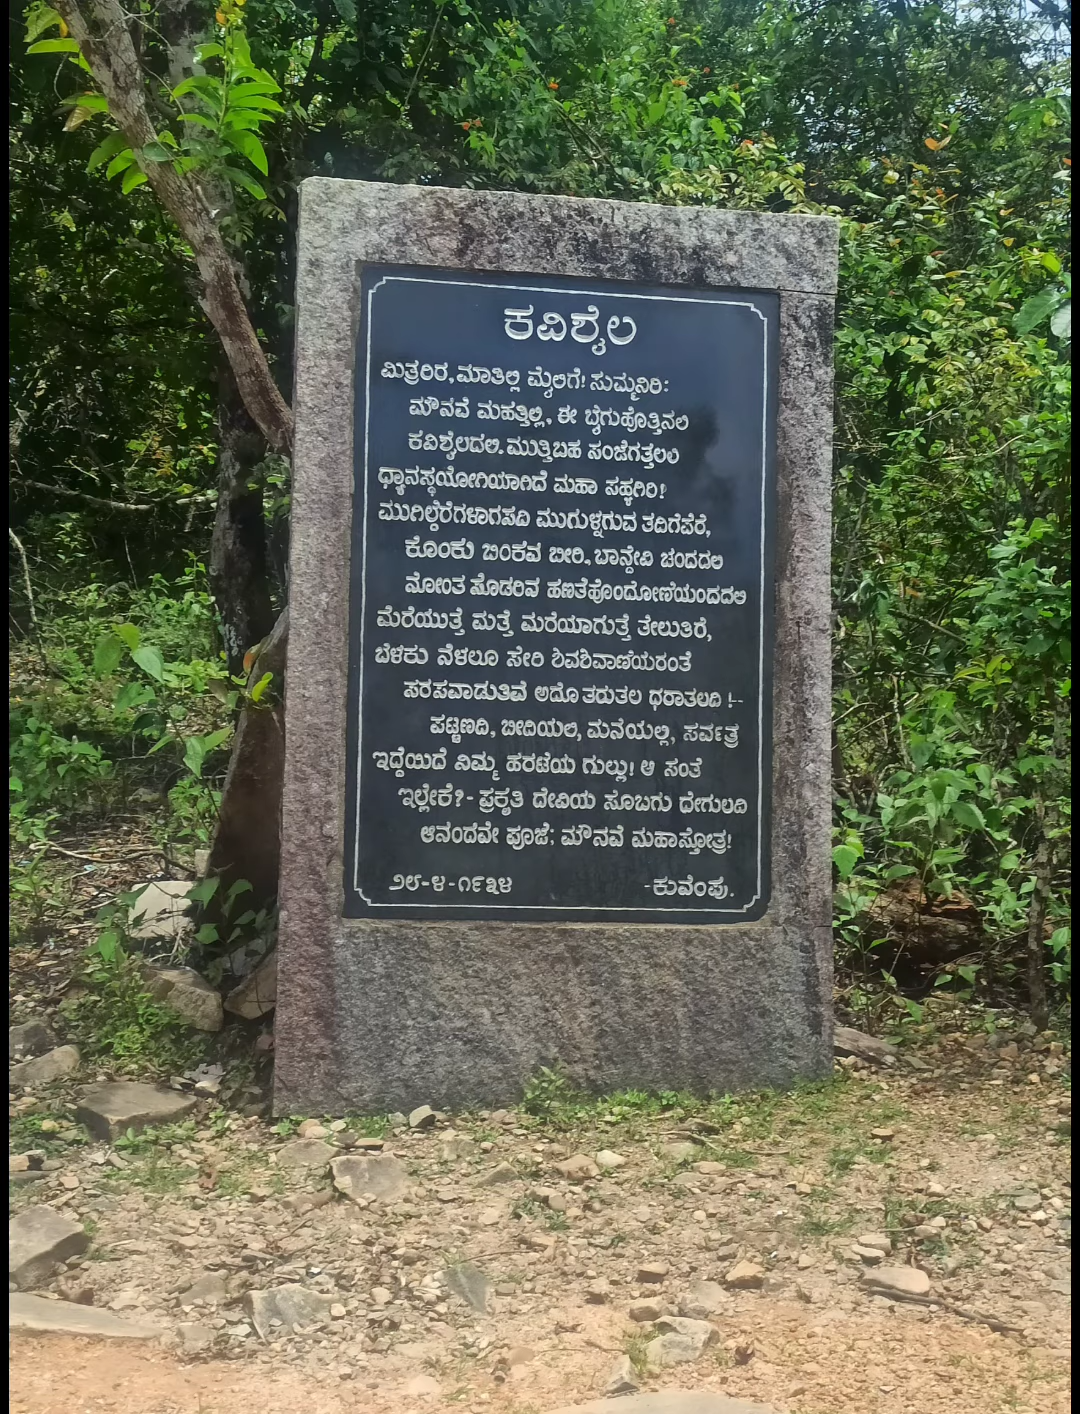 ಕವಿಶೈಲ
ಮಿತ್ರರಿರ, ಮಾತಿಲ್ಲಿ ಮೈಲಿಗೆ! ಸುಮ್ಮನಿರಿ:
ಮೌನವೆ ಮಹತ್ತಿಲ್ಲಿ, ಈ ಬೈಗುಹೊತ್ತಿನಲಿ
ಕವಿಶೈಲದಲಿ. ಮುತ್ತಿಬಹ ಸಂಜೆಗತ್ತಲಲಿ
ಧ್ಯಾನಸ್ಥಯೋಗಿಯಾಗಿದೆ ಮಹಾ ಸಹ್ಯಗಿರಿ!
ಮುಗಿಲ್ದೆರೆಗಳಾಗಸದಿ ಮುಗುಳ್ನಗುವ ತದಿಗೆಪೆರೆ,
ಕೊಂಕು ಬಿಂಕವ ಬೀರಿ, ಬಾನ್ದೇವಿ ಚಂದದಲಿ
ನೋಂತ ಸೊಡರಿವ ಹಣತೆಹೊಂದೋಣಿಯಂದದಲಿ
ಮೆರೆಯುತ್ತೆ ಮತ್ತೆ ಮರೆಯಾಗುತ್ತೆ ತೇಲುತಿರೆ,
ಬೆಳಕು ನೆಳಲೂ ಸೇರಿ ಶಿವಶಿವಾಣಿಯರಂತೆ
ಸರಸವಾಡುತಿವೆ ಅದೊ ತರುತಲ ಧರಾತಲದಿ !--
ಪಟ್ಟಣದಿ, ಬೀದಿಯಲಿ, ಮನೆಯಲ್ಲಿ, ಸರ್ವತ್ರ
ಇದ್ದೆಯಿದೆ ನಿಮ್ಮ ಹರಟೆಯ ಗುಲ್ಲು! ಆ ಸಂತೆ
ಇಲ್ಲೇಕೆ?- ಪ್ರಕೃತಿ ದೇವಿಯ ಸೊಬಗು ದೇಗುಲದಿ
ಆನಂದವೇ ಪೂಜೆ; ಮೌನವೆ ಮಹಾಸ್ತೋತ್ರ!
೨೮-೪-೧೯೩೪ -ಕುವೆಂಪು.